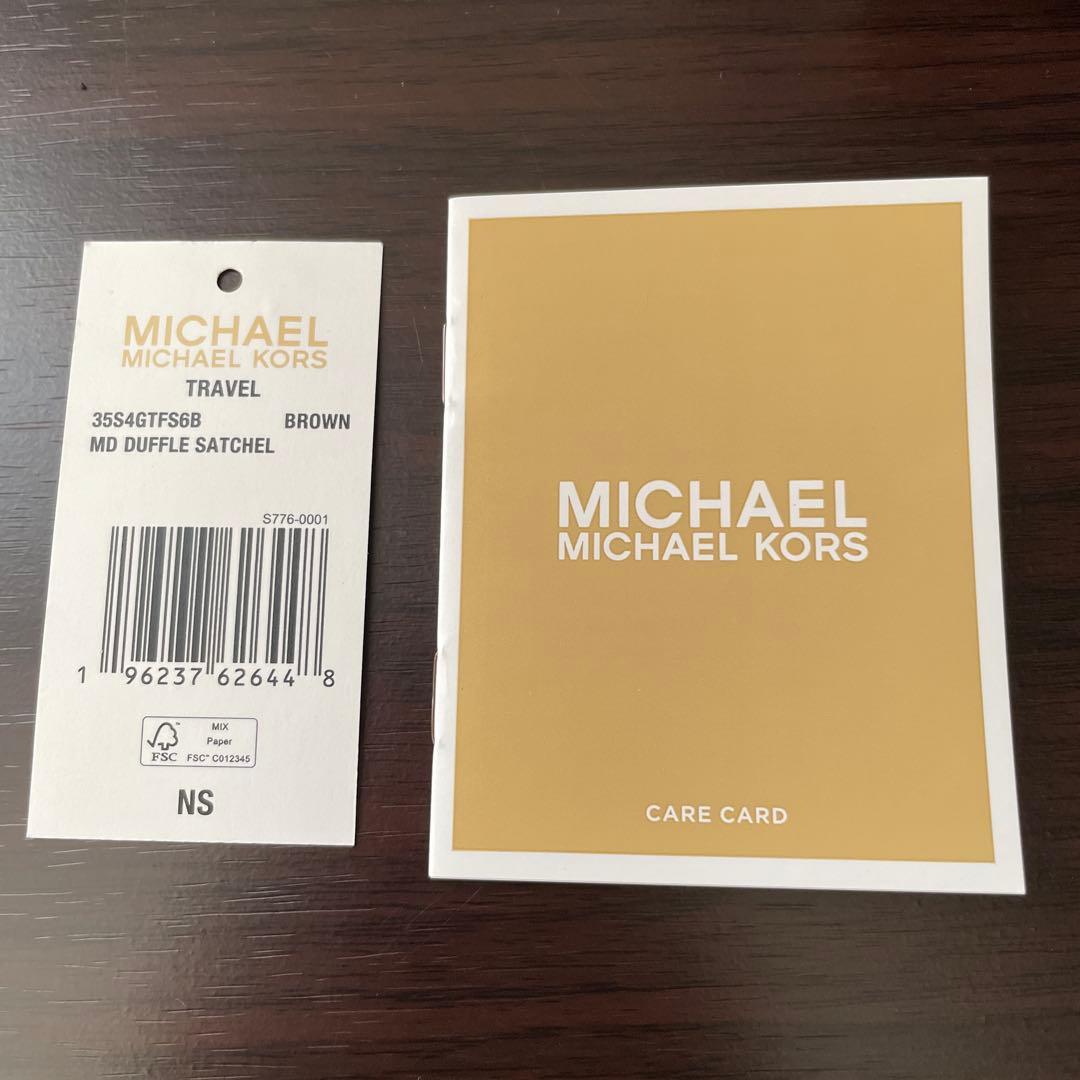 MICHAEL
MICHAEL KORS
TRAVEL
35S4GTFS6B BROWN
MD DUFFLE SATCHEL
S776-0001
1 96237 62644 8
FSC™
MIX
Paper
FSC™ C012345
NS
MICHAEL
MICHAEL KORS
CARE CARD